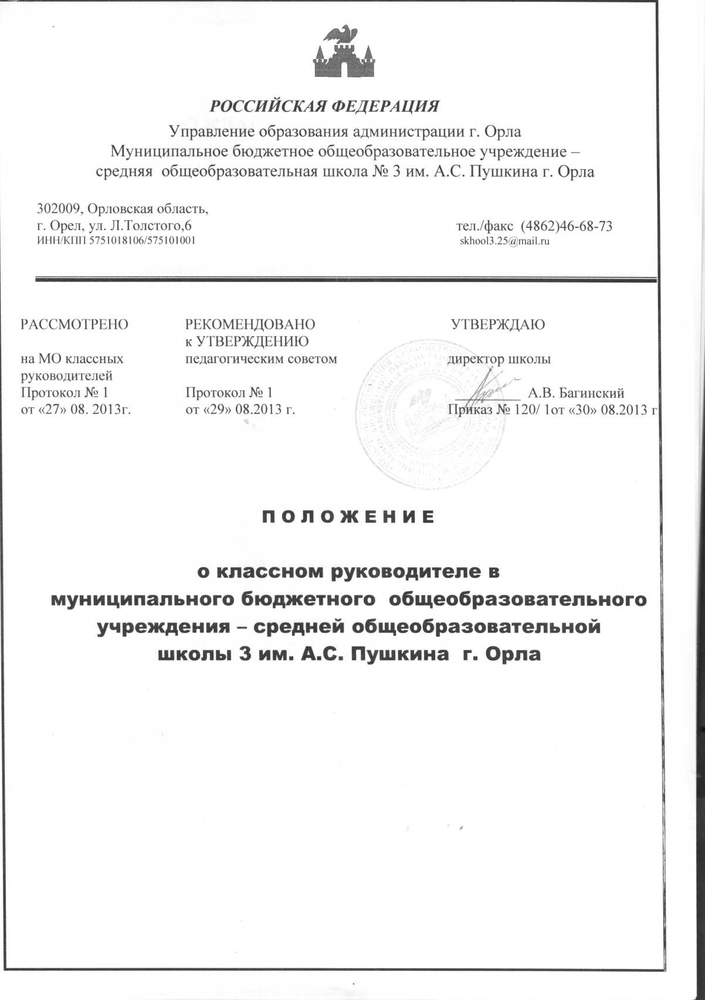 РОССИЙСКАЯ ФЕДЕРАЦИЯ
Управление образования администрации г. Орла
Муниципальное бюджетное общеобразовательное учреждение –
средняя общеобразовательная школа № 3 им. А.С. Пушкина г. Орла
302009, Орловская область,
г. Орел, ул. Л.Толстого,6 тел./факс (4862)46-68-73
ИНН/КПП 5751018106/575101001 skhool3.25@mail.ru
РАССМОТРЕНО РЕКОМЕНДОВАНО УТВЕРЖДАЮ
к УТВЕРЖДЕНИЮ
на МО классных педагогическим советом директор школы
руководителей
Протокол № 1 Протокол № 1 А.В. Багинский
от «27» 08. 2013г. от «29» 08.2013 г. Приказ № 120/ 1от «30» 08.2013 г
П О Л О Ж Е Н И Е
о классном руководителе в
муниципального бюджетного общеобразовательного
учреждения – средней общеобразовательной
школы 3 им. А.С. Пушкина г. Орла